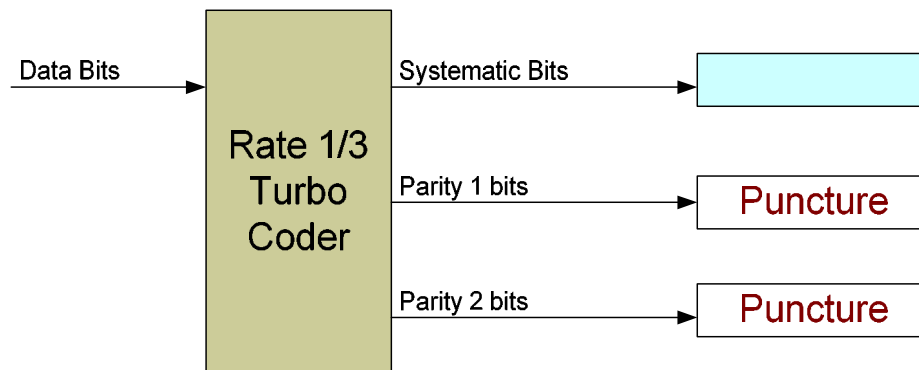 Data Bits
Rate 1/3
Turbo
Coder
Systematic Bits
Parity 1 bits
Puncture
Parity 2 bits
Puncture